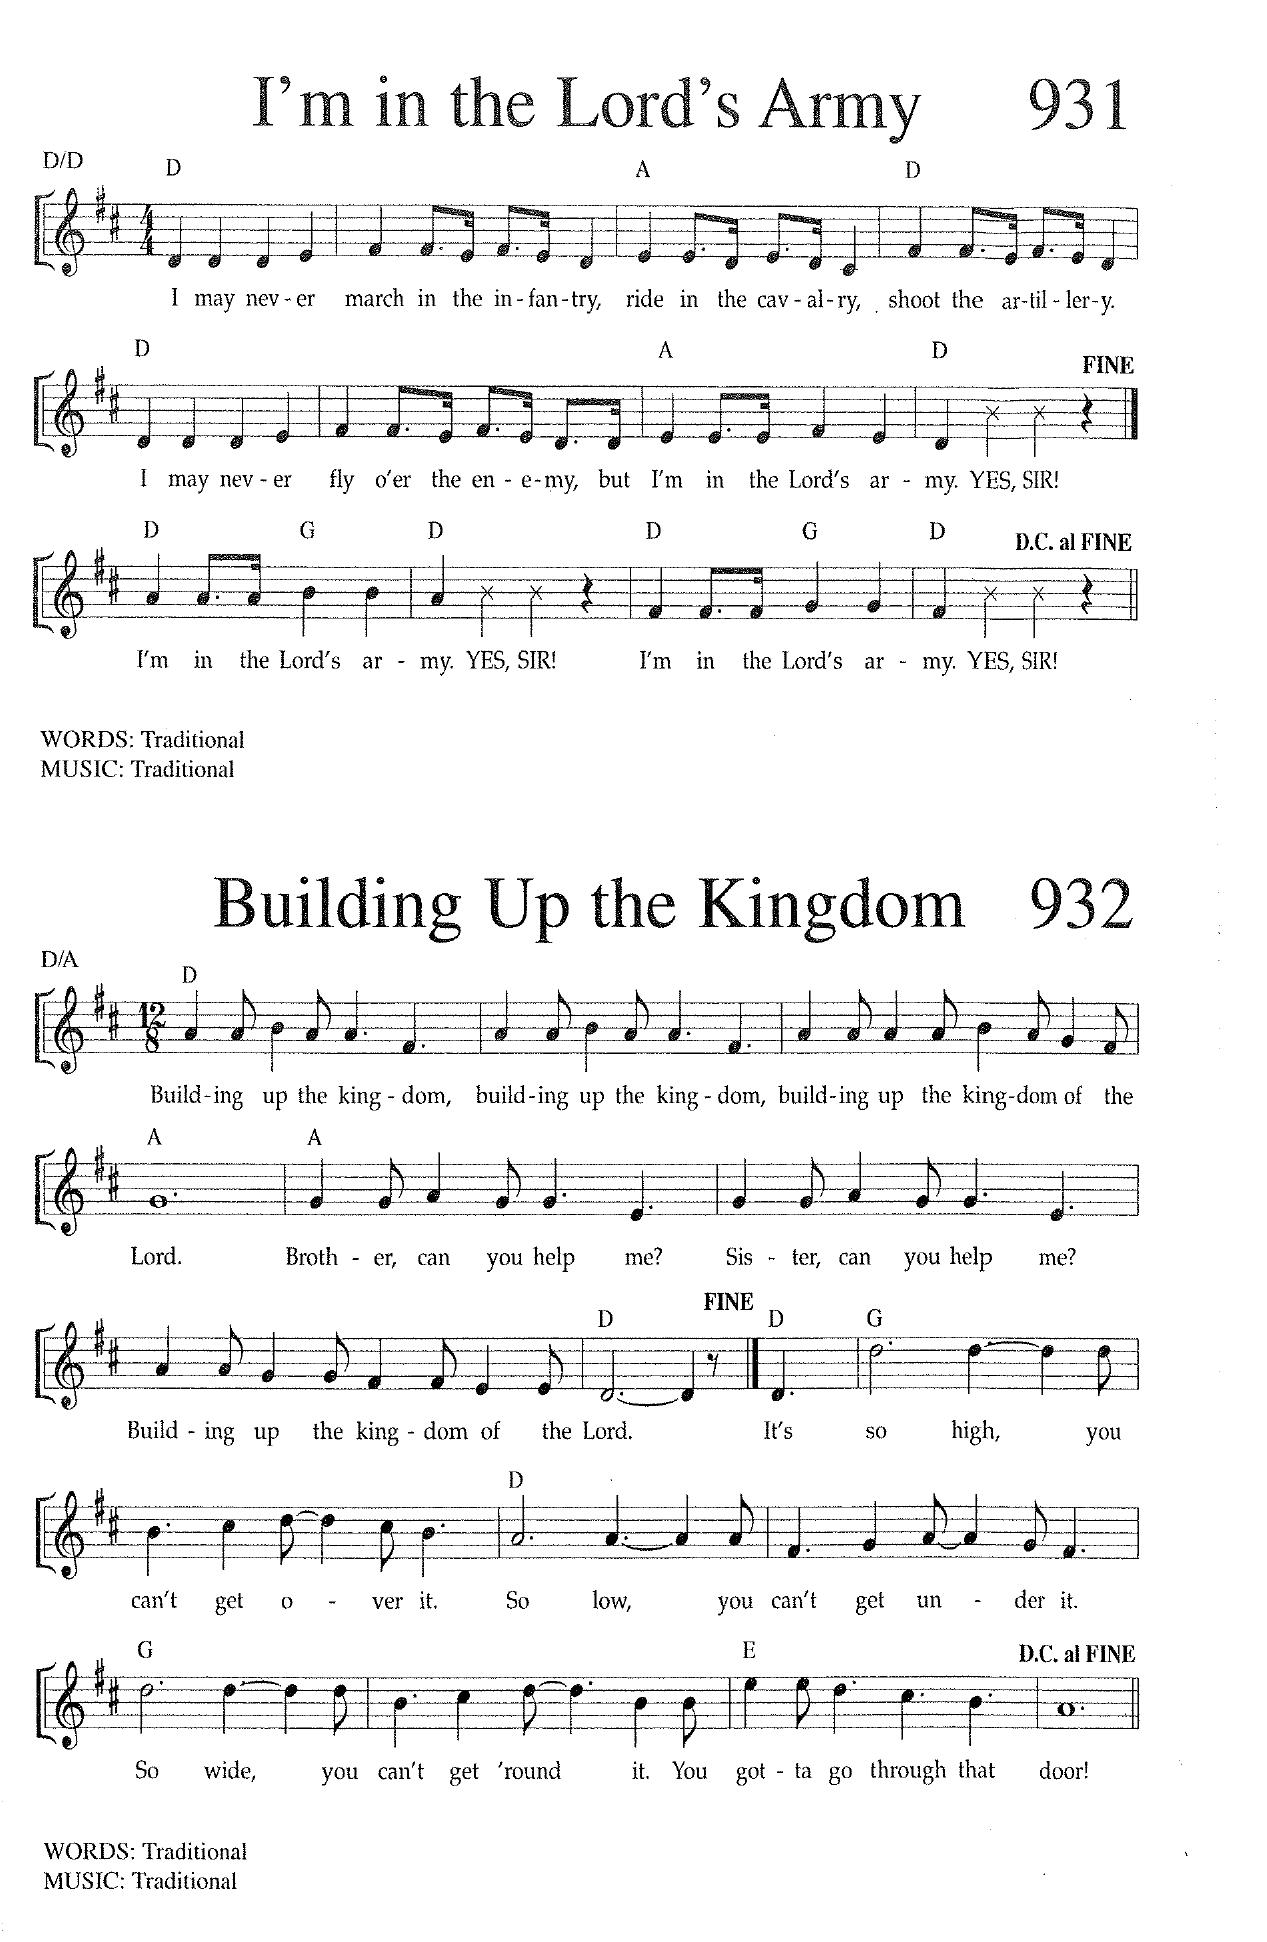 I'm in the Lord's Army 931
D/D
D A D
I may nev - er march in the in - fan - try, ride in the cav - al - ry, shoot the ar - til - ler - y.
D A D FINE
I may nev - er fly o'er the en - e - my, but I'm in the Lord's ar - my. YES, SIR!
D G D D G D D.C. al FINE
I'm in the Lord's ar - my. YES, SIR! I'm in the Lord's ar - my. YES, SIR!
WORDS: Traditional
MUSIC: Traditional
Building Up the Kingdom 932
D/A
D
12
8
Build - ing up the king - dom, build - ing up the king - dom, build - ing up the king - dom of the
A A
Lord. Broth - er, can you help me? Sis - ter, can you help me?
D FINE D G
Build - ing up the king - dom of the Lord. It's so high, you
D
can't get o - ver it. So low, you can't get un - der it.
G E D.C. al FINE
So wide, you can't get 'round it. You got - ta go through that door!
WORDS: Traditional
MUSIC: Traditional